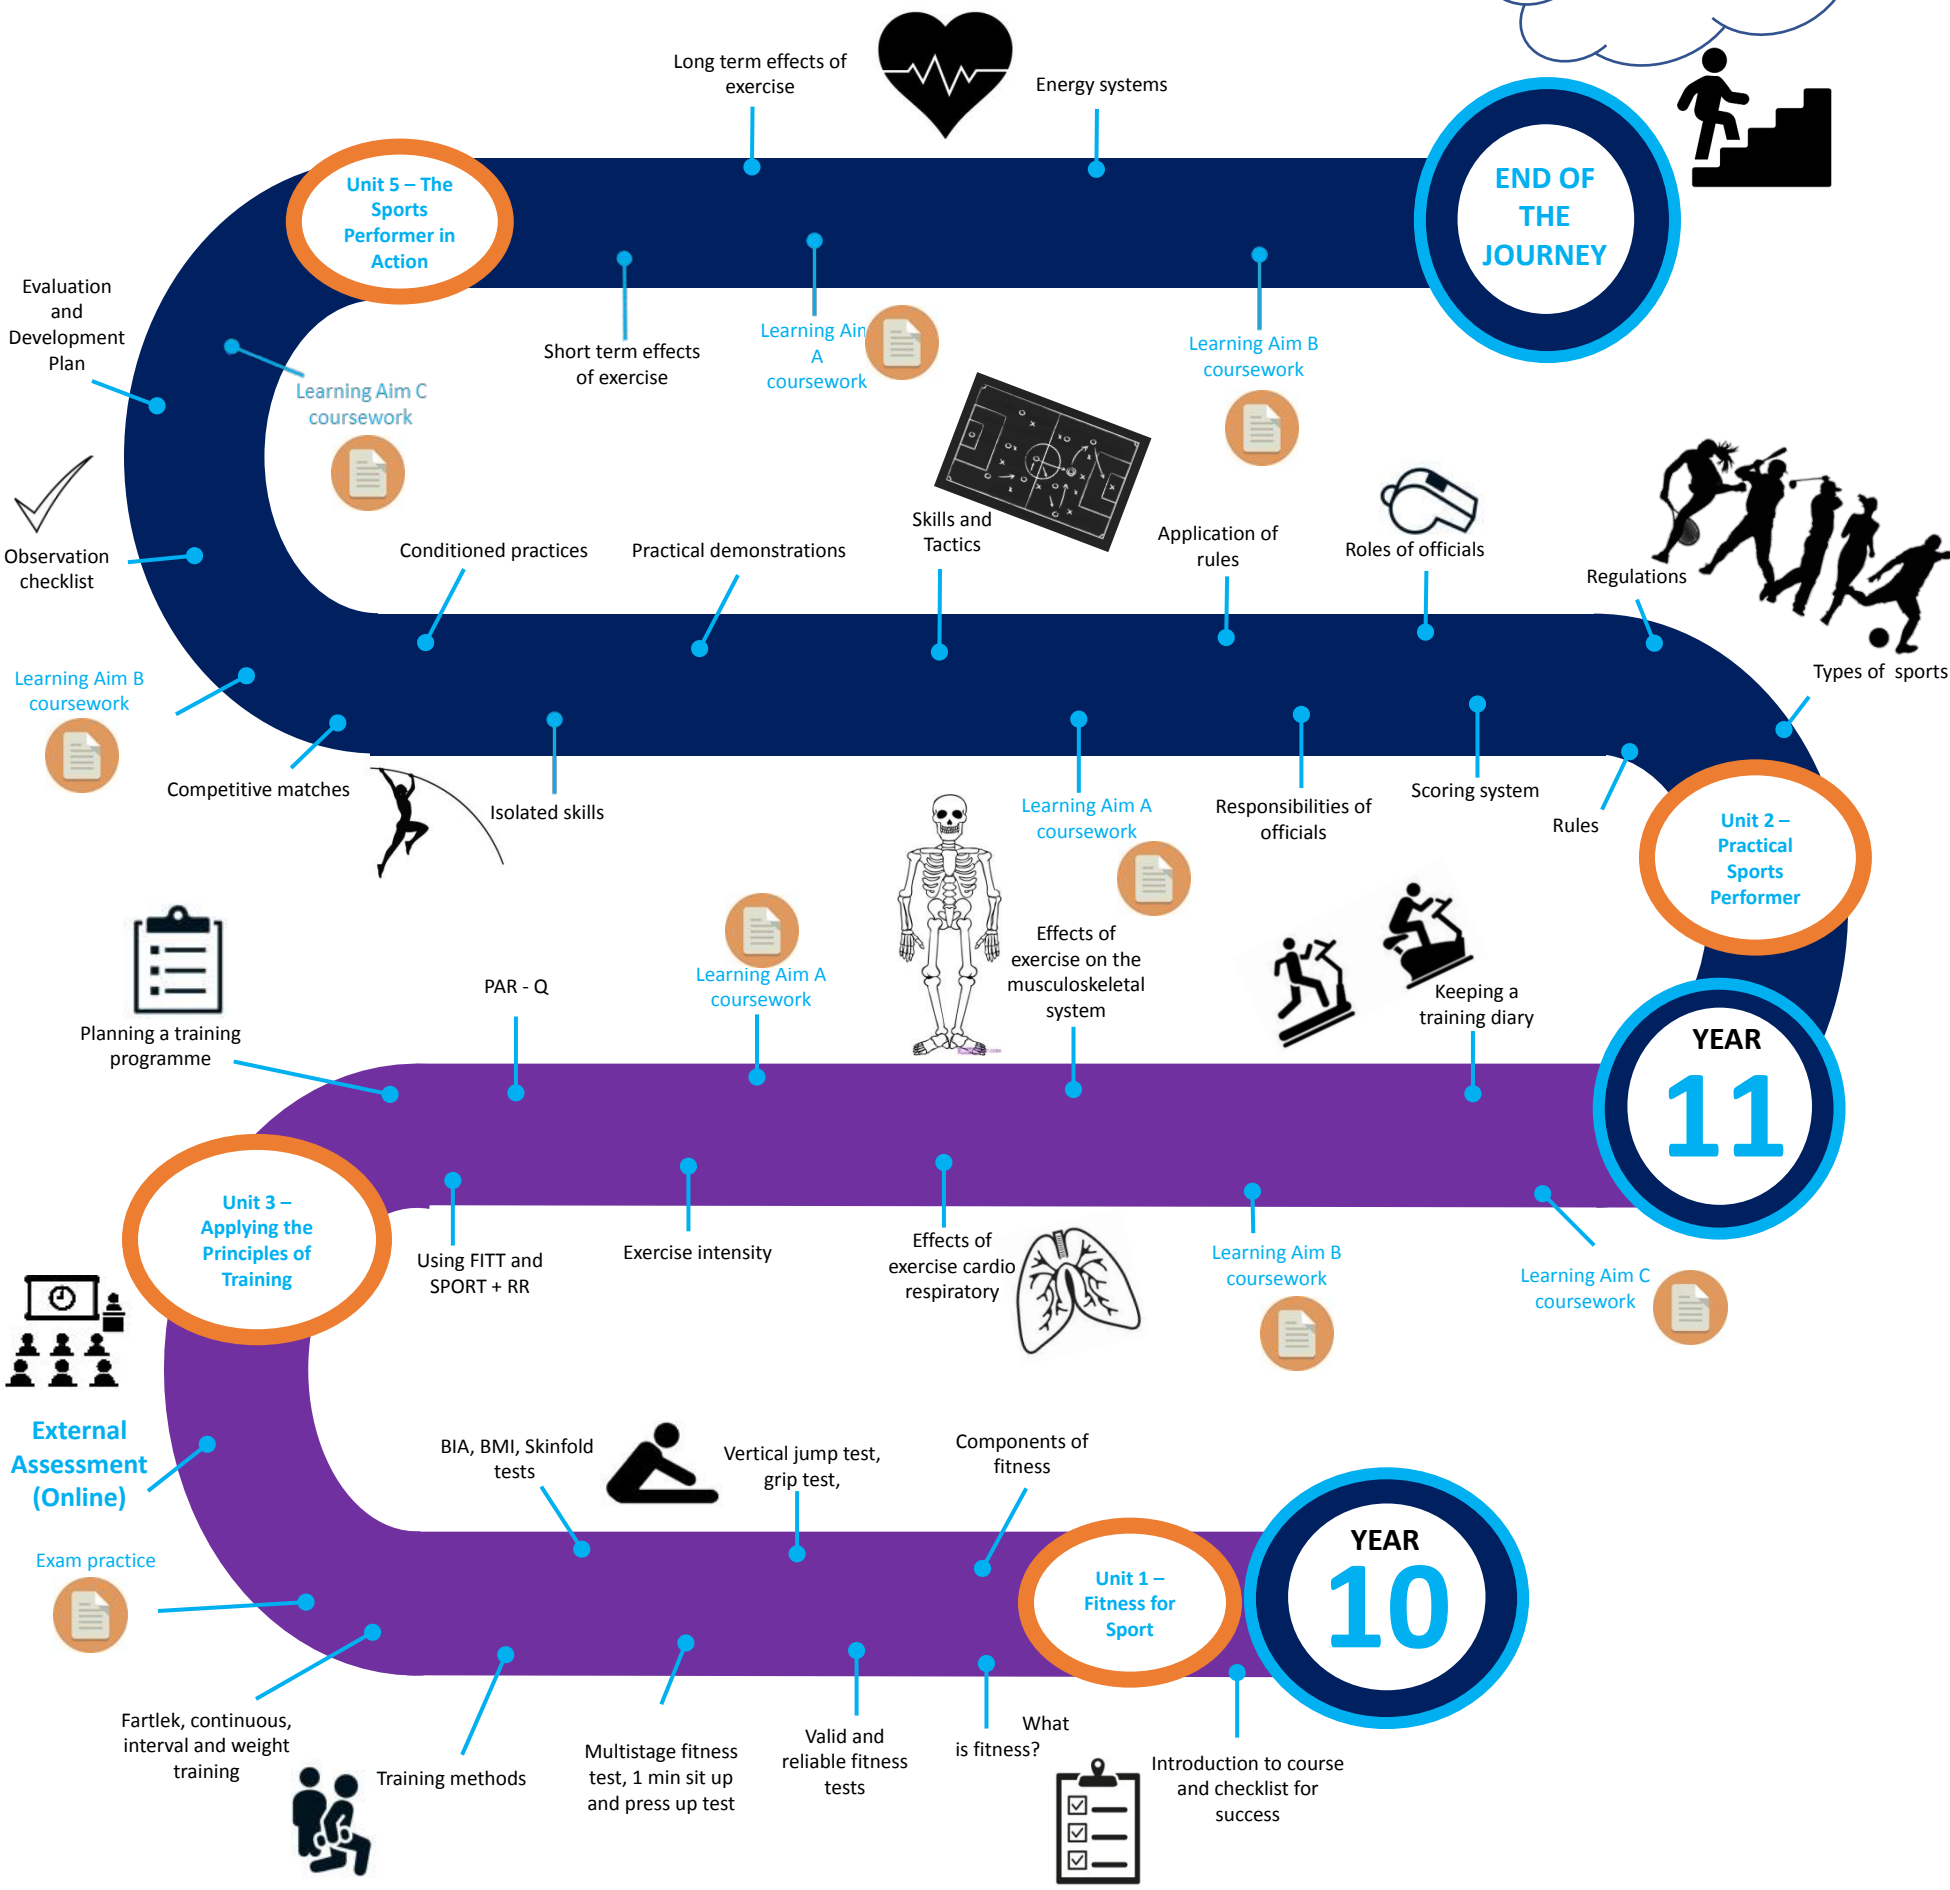 Long term effects of
exercise
Energy systems
END OF
THE
JOURNEY
Unit 5 – The
Sports
Performer in
Action
Evaluation
and
Development
Plan
Learning Aim C
coursework
Short term effects
of exercise
Learning Aim
A
coursework
Learning Aim B
coursework
Observation
checklist
Conditioned practices
Practical demonstrations
Skills and
Tactics
Application of
rules
Roles of officials
Regulations
Types of  sports
Learning Aim B
coursework
Competitive matches
Isolated skills
Learning Aim A
coursework
Responsibilities of
officials
Scoring system
Rules
Unit 2 –
Practical
Sports
Performer
Planning a training
programme
PAR - Q
Learning Aim A
coursework
Effects of
exercise on the
musculoskeletal
system
Keeping a
training diary
YEAR
11
Unit 3 –
Applying the
Principles of
Training
Using FITT and
SPORT + RR
Exercise intensity
Effects of
exercise cardio
respiratory
Learning Aim B
coursework
Learning Aim C
coursework
External
Assessment
(Online)
Exam practice
BIA, BMI, Skinfold
tests
Vertical jump test,
grip test,
Components of
fitness
Unit 1 –
Fitness for
Sport
YEAR
10
Fartlek, continuous,
interval and weight
training
Training methods
Multistage fitness
test, 1 min sit up
and press up test
Valid and
reliable fitness
tests
What
is fitness?
Introduction to course
and checklist for
success